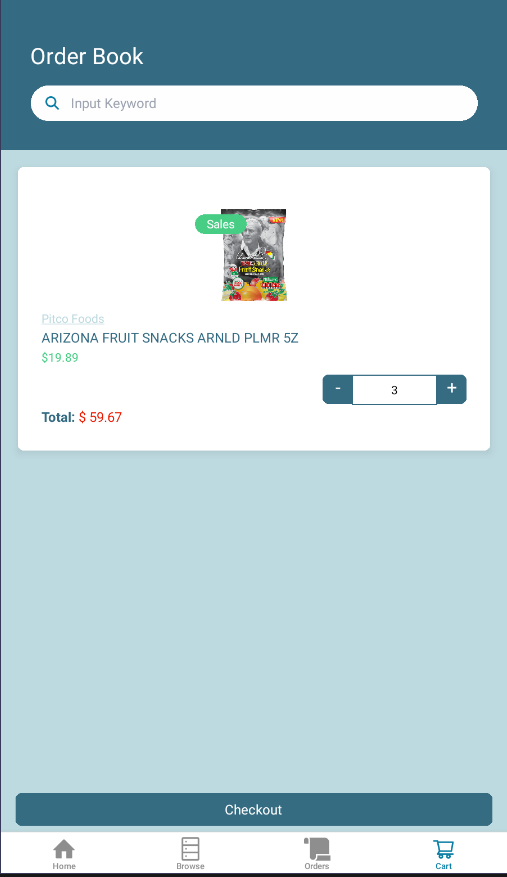 Order Book
Input Keyword
Sales
Pitco Foods
ARIZONA FRUIT SNACKS ARNLD PLMR 5Z
$19.89
- 3 +
Total: $ 59.67
Checkout
Home Browse Orders Cart